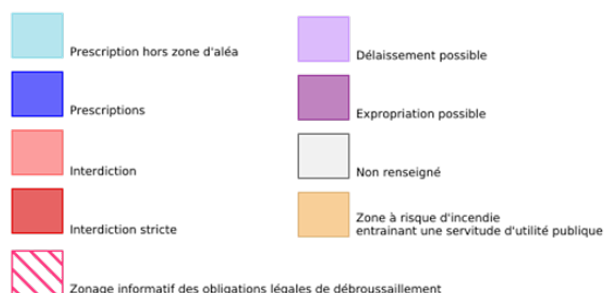 Prescription hors zone d'aléa
Prescriptions
Interdiction
Interdiction stricte
Zonage informatif des obligations légales de débroussaillement
Délaissement possible
Expropriation possible
Non renseigné
Zone à risque d'incendie
entrainant une servitude d'utilité publique